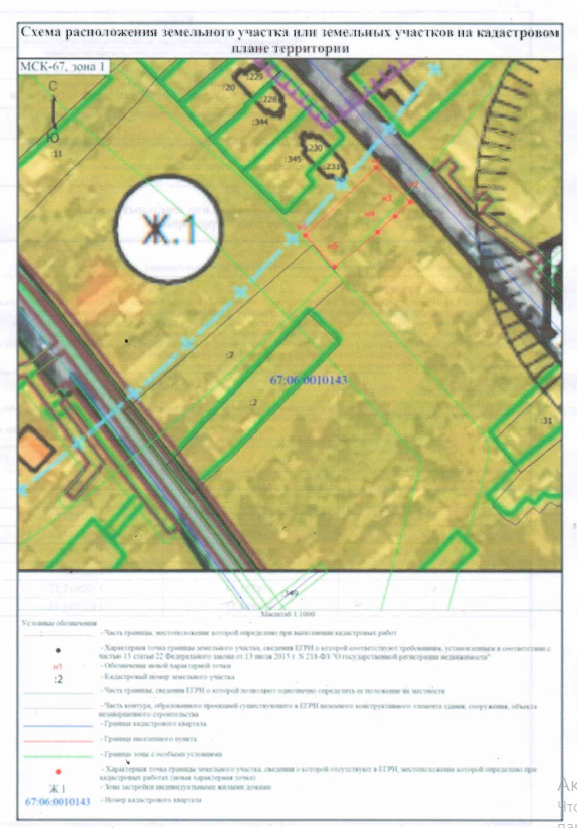 Схема расположения земельного участка или земельных участков на кадастровом
плане территории
МСК-67, зона 1
С
Ю
:229
:20
:228
:344
:11
:230
:345
:231
н3
н4
н5
Ж.1
:2
67:06:0010143
:2
:31
:349
Масштаб 1:1000
Условные обозначения
- Часть границы, местоположение которой определено при выполнении кадастровых работ
- Характерная точка границы земельного участка, сведения ЕГРН о которой соответствуют требованиям, установленным в соответствии с
частью 13 статьи 22 Федерального закона от 13 июля 2015 г. N 218-ФЗ "О государственной регистрации недвижимости"
н1 - Обозначение новой характерной точки
:2 - Кадастровый номер земельного участка
- Часть границы, сведения ЕГРН о которой позволяют однозначно определить ее положение на местности
- Часть контура, образованного проекцией существующего в ЕГРН наземного конструктивного элемента здания, сооружения, объекта
незавершенного строительства
- Граница кадастрового квартала
- Граница населенного пункта
- Граница зоны с особыми условиями
- Характерная точка границы земельного участка, сведения о которой отсутствуют в ЕГРН, местоположение которой определено при
кадастровых работах (новая характерная точка)
Ж.1 - Зона застройки индивидуальными жилыми домами
67:06:0010143 - Номер кадастрового квартала
Ак
Что